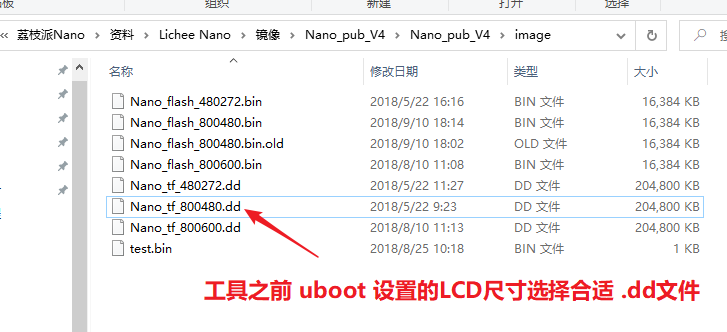 贴板
组织
新建
打开
选择
荔枝派Nano > 资料 > Lichee Nano > 镜像 > Nano_pub_V4 > Nano_pub_V4 > image
名称 修改日期 类型 大小
Nano_flash_480272.bin 2018/5/22 16:16 BIN 文件 16,384 KB
Nano_flash_800480.bin 2018/9/10 18:14 BIN 文件 16,384 KB
Nano_flash_800480.bin.old 2018/9/10 18:02 OLD 文件 16,384 KB
Nano_flash_800600.bin 2018/8/10 11:08 BIN 文件 16,384 KB
Nano_tf_480272.dd 2018/5/22 11:27 DD 文件 204,800 KB
Nano_tf_800480.dd 2018/5/22 9:23 DD 文件 204,800 KB
Nano_tf_800600.dd 2018/8/10 11:13 DD 文件 204,800 KB
test.bin 2018/8/25 10:18 BIN 文件 1 KB
工具之前 uboot 设置的LCD尺寸选择合适 .dd文件